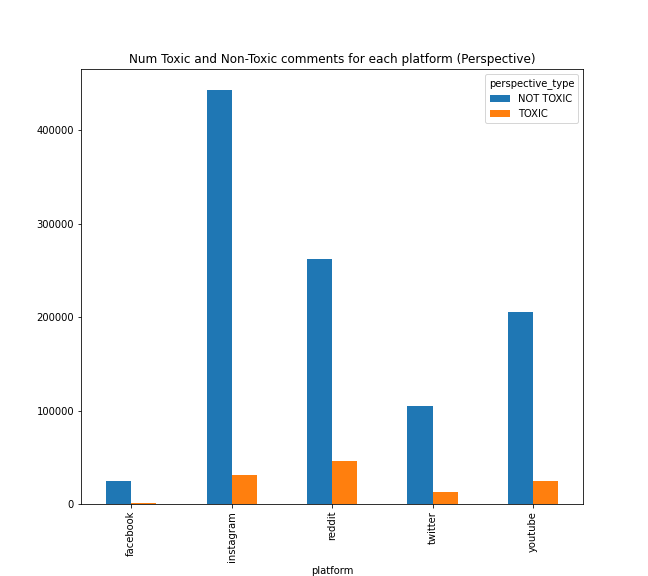 Num Toxic and Non-Toxic comments for each platform (Perspective)
perspective_type
NOT TOXIC
TOXIC
400000
300000
200000
100000
0
facebook
instagram
reddit
twitter
youtube
platform